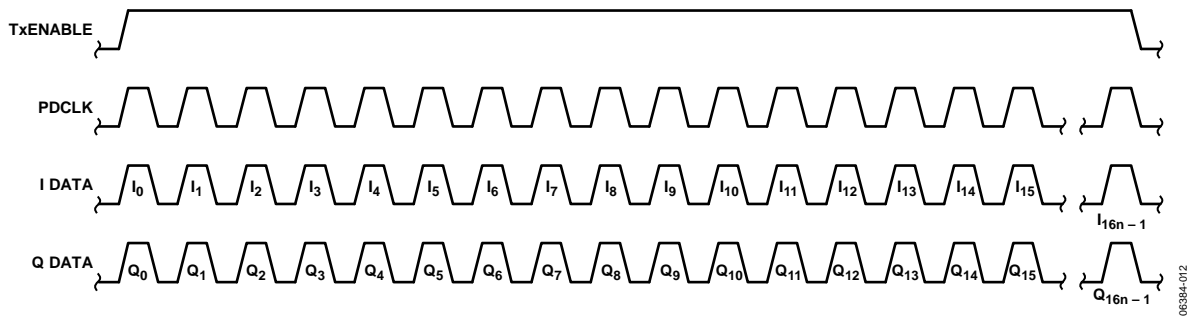 TxENABLE
PDCLK
I DATA
I0 I1 I2 I3 I4 I5 I6 I7 I8 I9 I10 I11 I12 I13 I14 I15
I16n – 1
Q DATA
Q0 Q1 Q2 Q3 Q4 Q5 Q6 Q7 Q8 Q9 Q10 Q11 Q12 Q13 Q14 Q15
Q16n – 1
06384-012